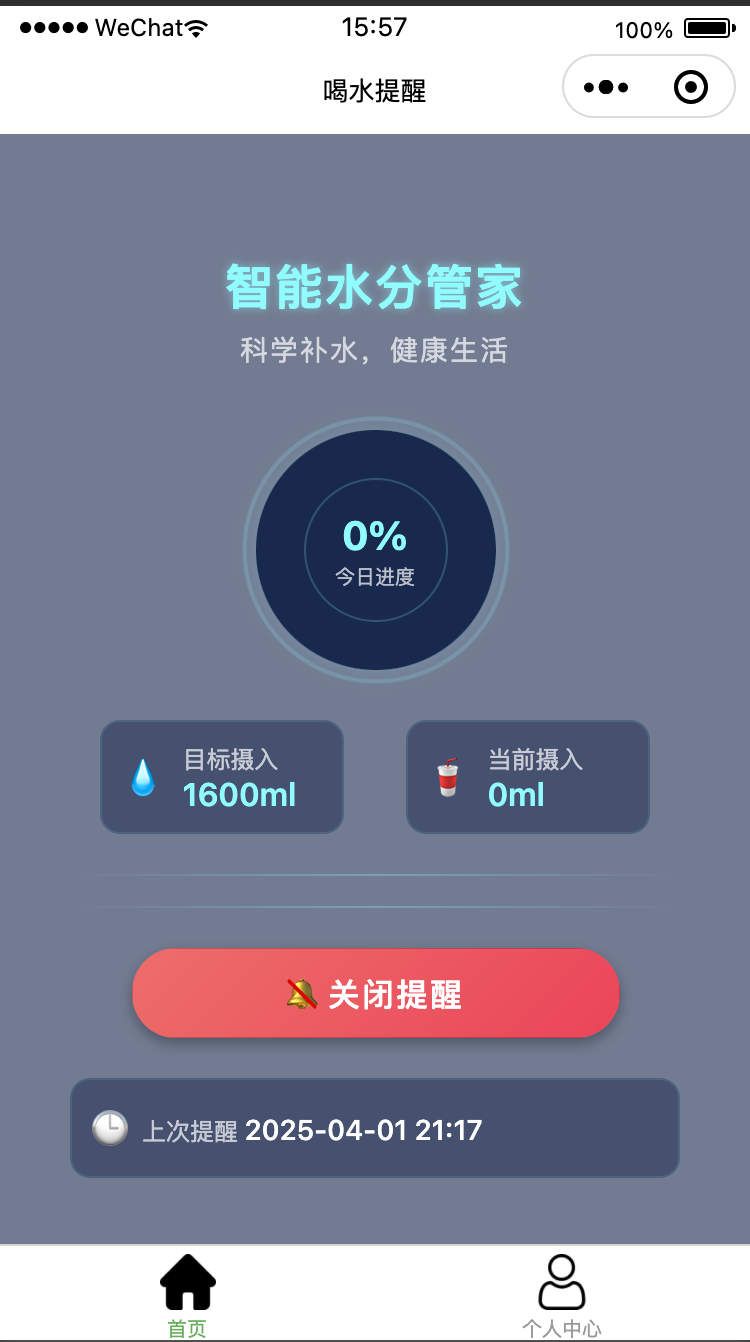 WeChat 15:57 100%
喝水提醒
智能水分管家
科学补水，健康生活
0%
今日进度
目标摄入
1600ml
当前摄入
0ml
关闭提醒
上次提醒 2025-04-01 21:17
首页
个人中心